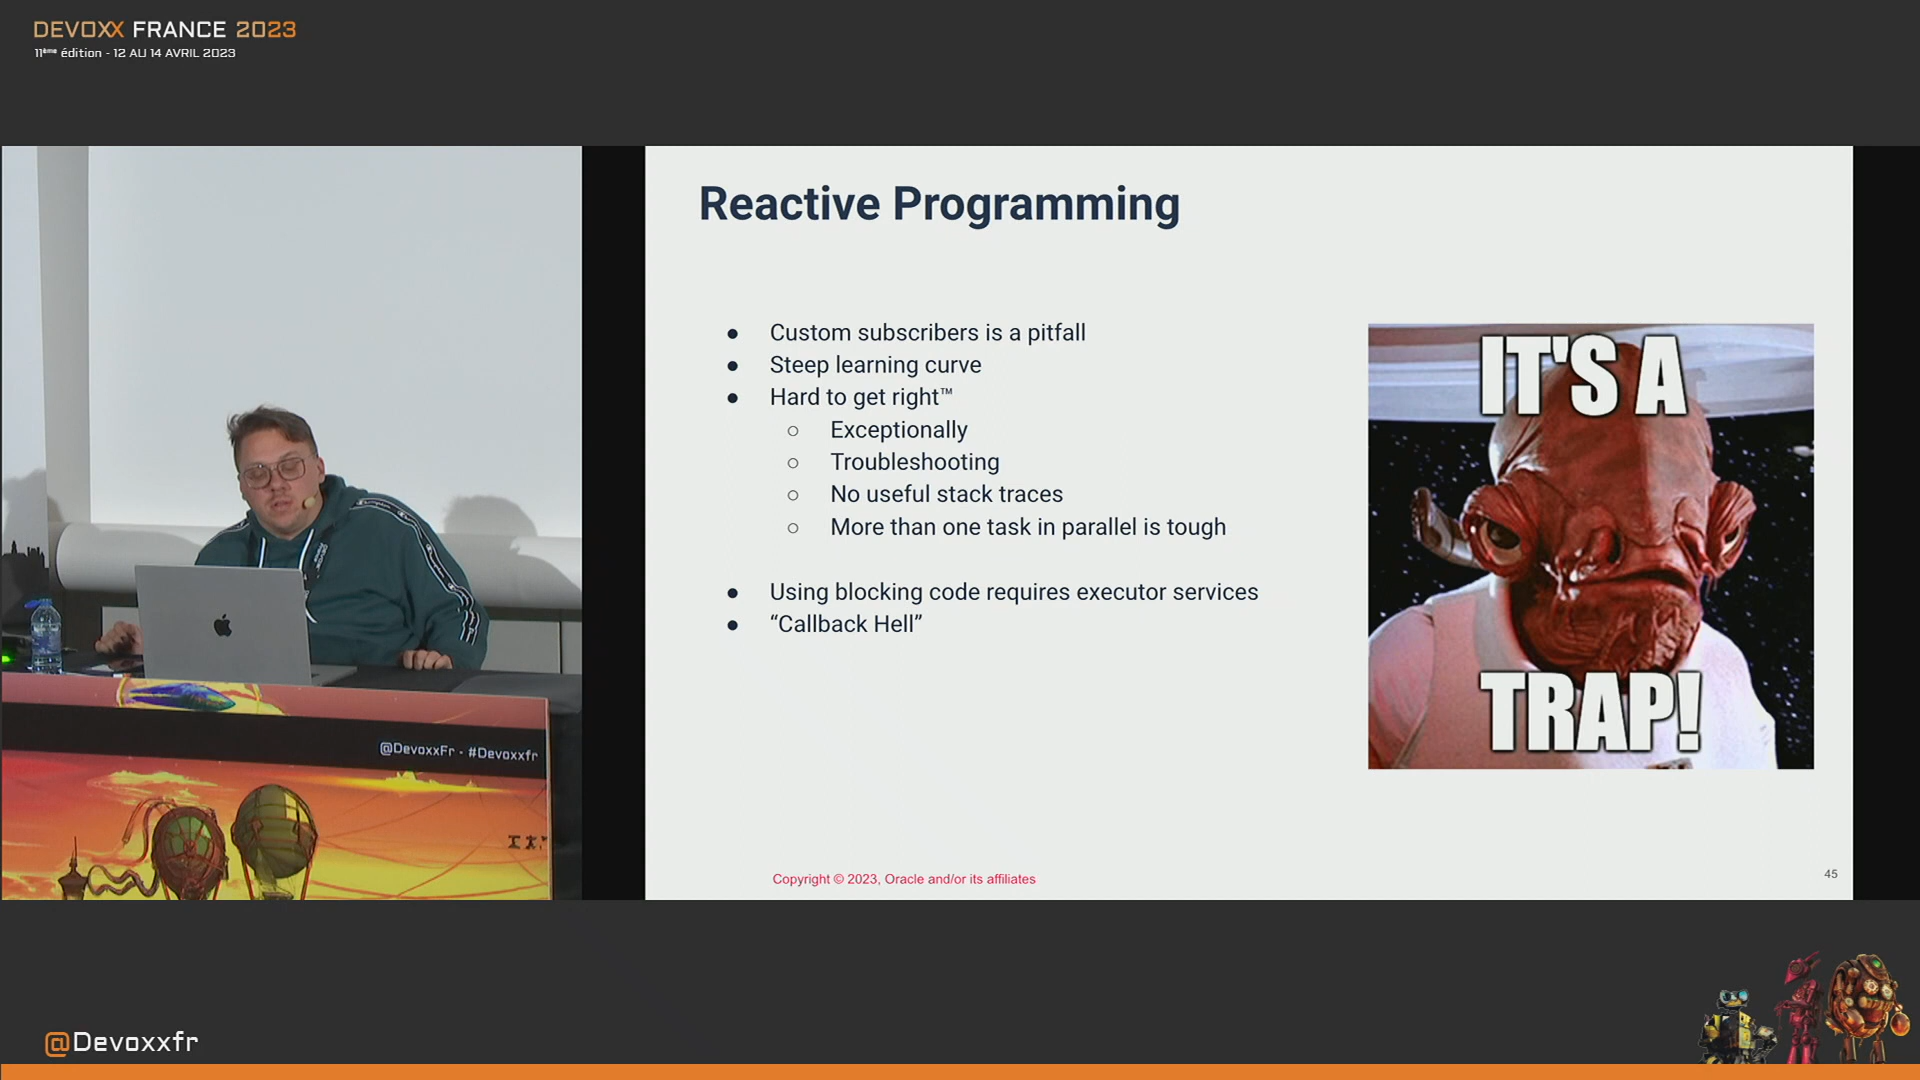 DEVOXX FRANCE 2023
11ème édition - 12 AU 14 AVRIL 2023
Reactive Programming
● Custom subscribers is a pitfall
● Steep learning curve
● Hard to get right™
○ Exceptionally
○ Troubleshooting
○ No useful stack traces
○ More than one task in parallel is tough
● Using blocking code requires executor services
● “Callback Hell”
IT'S A
TRAP!
@DevoxxFr - #Devoxxfr
Copyright © 2023, Oracle and/or its affiliates
45
@Devoxxfr